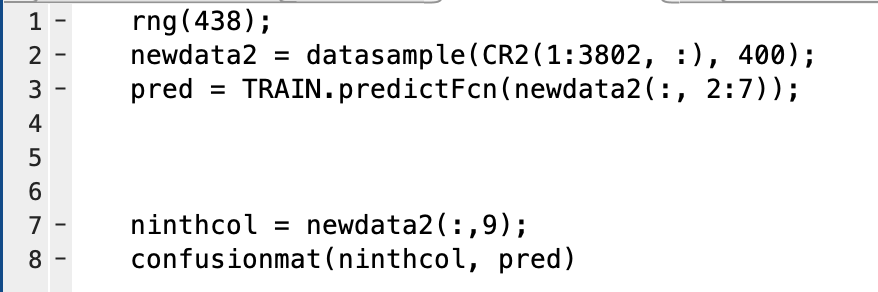 1 - rng(438);
2 - newdata2 = datasample(CR2(1:3802, :), 400);
3 - pred = TRAIN.predictFcn(newdata2(:, 2:7));
4
5
6
7 - ninthcol = newdata2(:,9);
8 - confusionmat(ninthcol, pred)